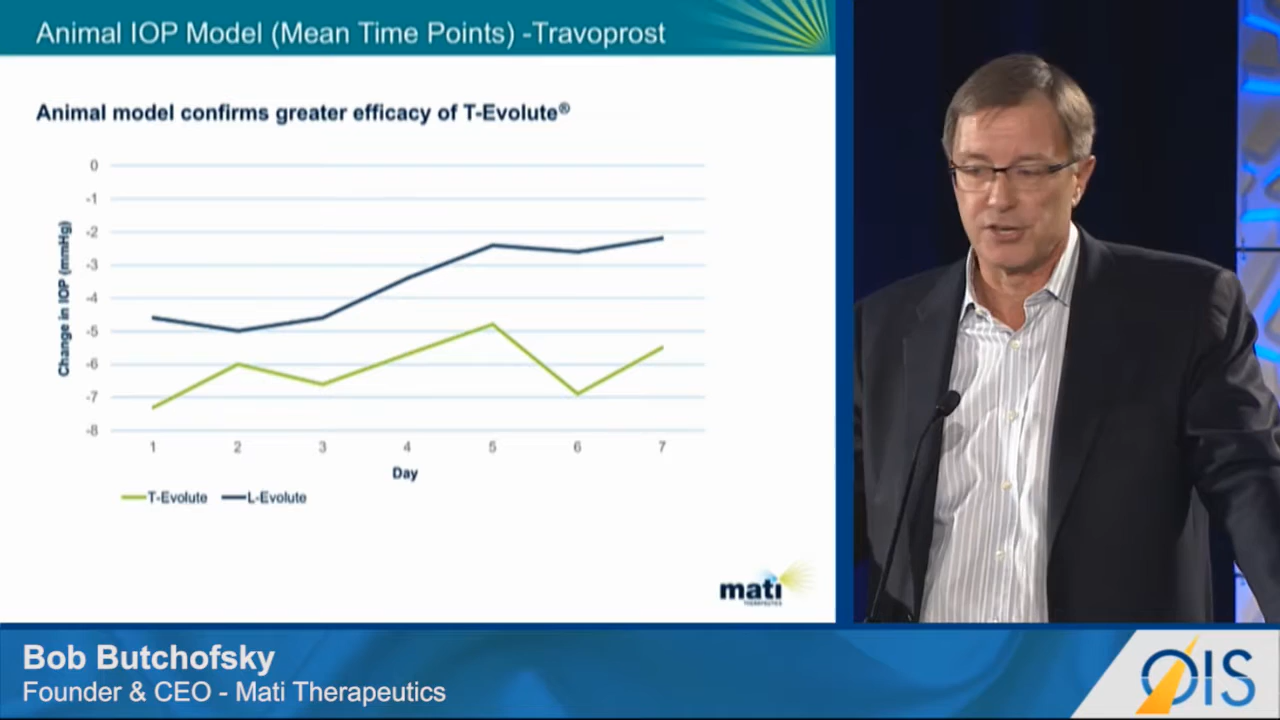 Animal IOP Model (Mean Time Points) -Travoprost
Animal model confirms greater efficacy of T-Evolute®
Change in IOP (mmHg)
0
-1
-2
-3
-4
-5
-6
-7
-8
1 2 3 4 5 6 7
Day
T-Evolute L-Evolute
mati
THERAPEUTICS
Bob Butchofsky
Founder & CEO - Mati Therapeutics
OIS